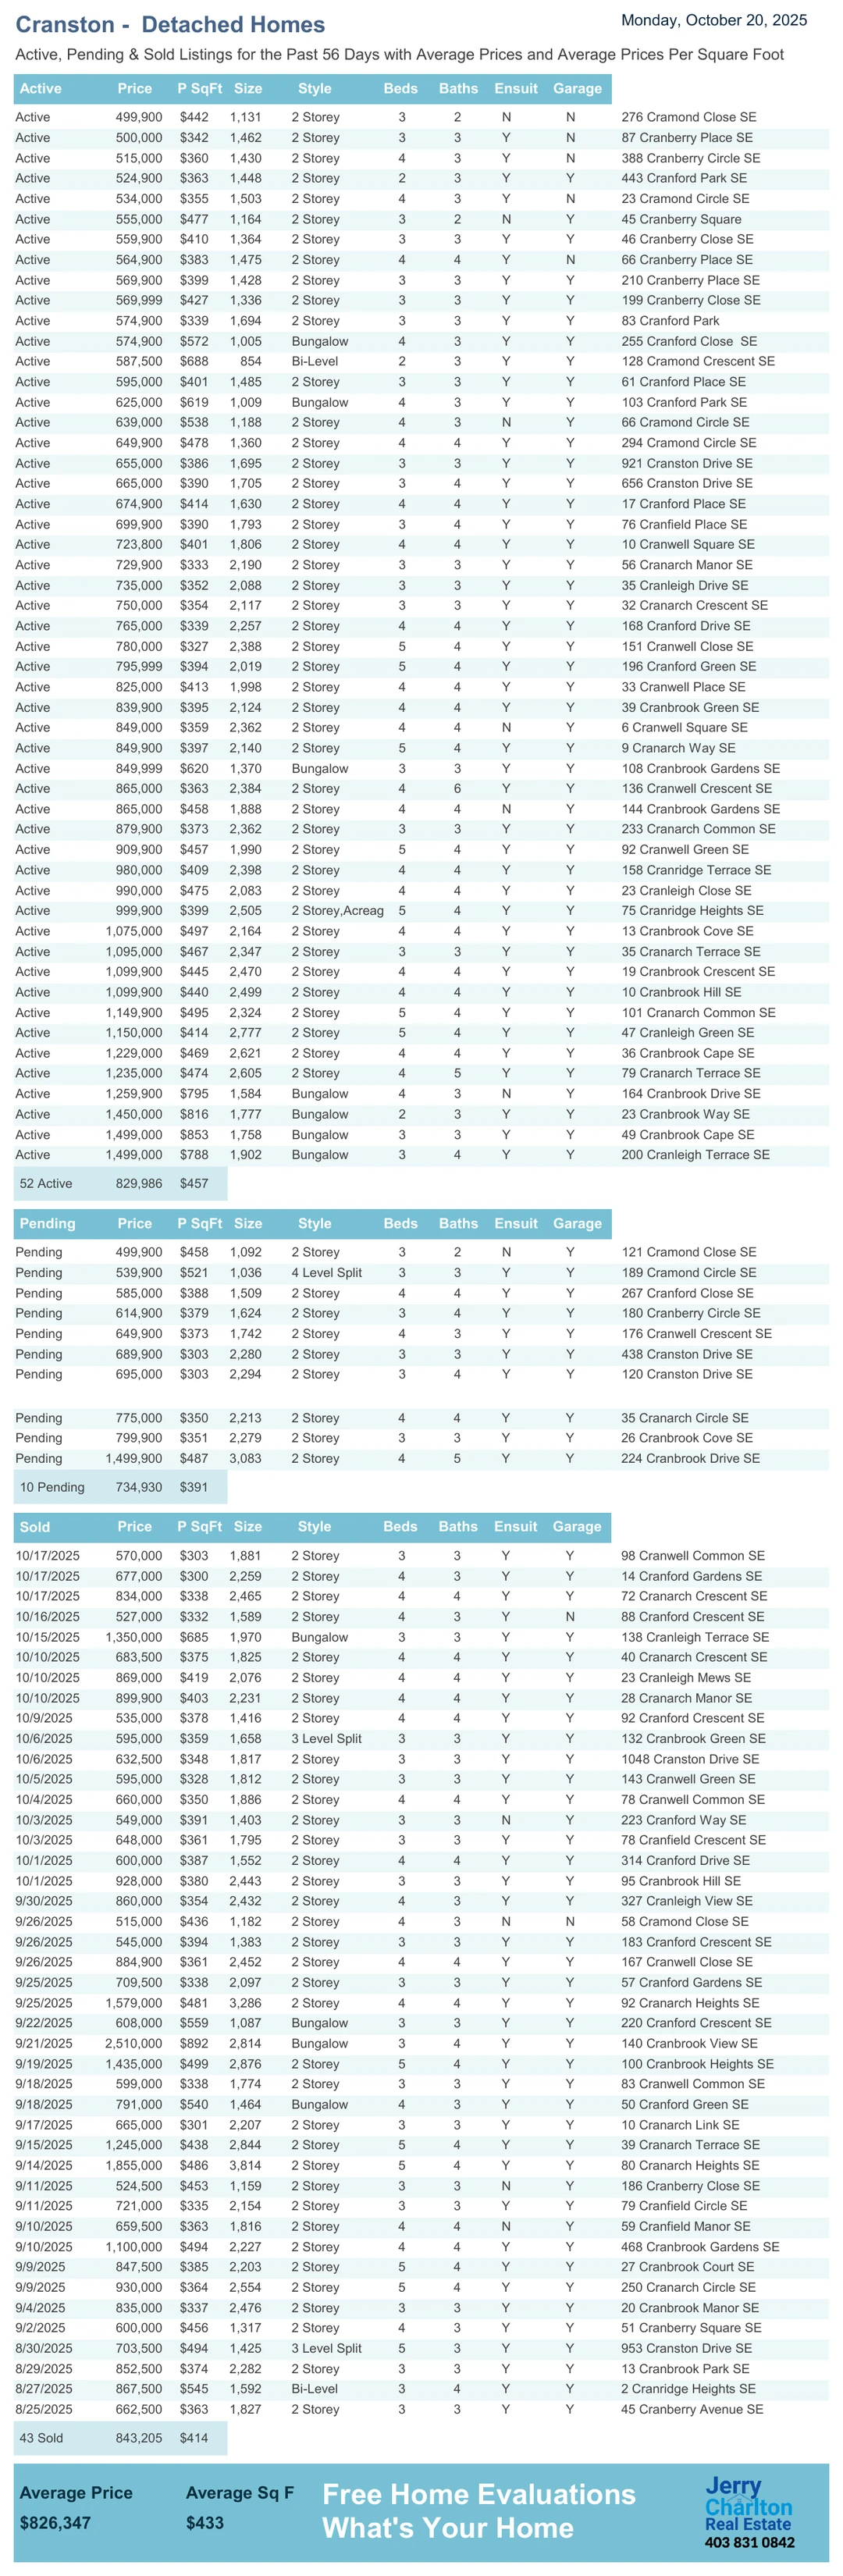 Cranston - Detached Homes
Monday, October 20, 2025
Active, Pending & Sold Listings for the Past 56 Days with Average Prices and Average Prices Per Square Foot
Active Price P SqFt Size Style Beds Baths Ensuit Garage
Active 499,900 $442 1,131 2 Storey 3 2 N N 276 Cramond Close SE
Active 500,000 $342 1,462 2 Storey 3 3 Y N 87 Cranberry Place SE
Active 515,000 $360 1,430 2 Storey 4 3 Y N 388 Cranberry Circle SE
Active 524,900 $363 1,448 2 Storey 2 3 Y Y 443 Cranford Park SE
Active 534,000 $355 1,503 2 Storey 4 3 Y N 23 Cramond Circle SE
Active 555,000 $477 1,164 2 Storey 3 2 N Y 45 Cranberry Square
Active 559,900 $410 1,364 2 Storey 3 3 Y Y 46 Cranberry Close SE
Active 564,900 $383 1,475 2 Storey 4 4 Y N 66 Cranberry Place SE
Active 569,900 $399 1,428 2 Storey 3 3 Y Y 210 Cranberry Place SE
Active 569,999 $427 1,336 2 Storey 3 3 Y Y 199 Cranberry Close SE
Active 574,900 $339 1,694 2 Storey 3 3 Y Y 83 Cranford Park
Active 574,900 $572 1,005 Bungalow 4 3 Y Y 255 Cranford Close SE
Active 587,500 $688 854 Bi-Level 2 3 Y Y 128 Cramond Crescent SE
Active 595,000 $401 1,485 2 Storey 3 3 Y Y 61 Cranford Place SE
Active 625,000 $619 1,009 Bungalow 4 3 Y Y 103 Cranford Park SE
Active 639,000 $538 1,188 2 Storey 4 3 N Y 66 Cramond Circle SE
Active 649,900 $478 1,360 2 Storey 4 4 Y Y 294 Cramond Circle SE
Active 655,000 $386 1,695 2 Storey 3 3 Y Y 921 Cranston Drive SE
Active 665,000 $390 1,705 2 Storey 3 4 Y Y 656 Cranston Drive SE
Active 674,900 $414 1,630 2 Storey 4 4 Y Y 17 Cranford Place SE
Active 699,900 $390 1,793 2 Storey 3 4 Y Y 76 Cranfield Place SE
Active 723,800 $401 1,806 2 Storey 4 4 Y Y 10 Cranwell Square SE
Active 729,900 $333 2,190 2 Storey 3 3 Y Y 56 Cranarch Manor SE
Active 735,000 $352 2,088 2 Storey 3 3 Y Y 35 Cranleigh Drive SE
Active 750,000 $354 2,117 2 Storey 3 3 Y Y 32 Cranarch Crescent SE
Active 765,000 $339 2,257 2 Storey 4 4 Y Y 168 Cranford Drive SE
Active 780,000 $327 2,388 2 Storey 5 4 Y Y 151 Cranwell Close SE
Active 795,999 $394 2,019 2 Storey 5 4 Y Y 196 Cranford Green SE
Active 825,000 $413 1,998 2 Storey 4 4 Y Y 33 Cranwell Place SE
Active 839,900 $395 2,124 2 Storey 4 4 Y Y 39 Cranbrook Green SE
Active 849,000 $359 2,362 2 Storey 4 4 N Y 6 Cranwell Square SE
Active 849,900 $397 2,140 2 Storey 5 4 Y Y 9 Cranarch Way SE
Active 849,999 $620 1,370 Bungalow 3 3 Y Y 108 Cranbrook Gardens SE
Active 865,000 $363 2,384 2 Storey 4 6 Y Y 136 Cranwell Crescent SE
Active 865,000 $458 1,888 2 Storey 4 4 N Y 144 Cranbrook Gardens SE
Active 879,900 $373 2,362 2 Storey 3 3 Y Y 233 Cranarch Common SE
Active 909,900 $457 1,990 2 Storey 5 4 Y Y 92 Cranwell Green SE
Active 980,000 $409 2,398 2 Storey 4 4 Y Y 158 Cranridge Terrace SE
Active 990,000 $475 2,083 2 Storey 4 4 Y Y 23 Cranleigh Close SE
Active 999,900 $399 2,505 2 Storey,Acreag 5 4 Y Y 75 Cranridge Heights SE
Active 1,075,000 $497 2,164 2 Storey 4 4 Y Y 13 Cranbrook Cove SE
Active 1,095,000 $467 2,347 2 Storey 3 3 Y Y 35 Cranarch Terrace SE
Active 1,099,900 $445 2,470 2 Storey 4 4 Y Y 19 Cranbrook Crescent SE
Active 1,099,900 $440 2,499 2 Storey 4 4 Y Y 10 Cranbrook Hill SE
Active 1,149,900 $495 2,324 2 Storey 5 4 Y Y 101 Cranarch Common SE
Active 1,150,000 $414 2,777 2 Storey 5 4 Y Y 47 Cranleigh Green SE
Active 1,229,000 $469 2,621 2 Storey 4 4 Y Y 36 Cranbrook Cape SE
Active 1,235,000 $474 2,605 2 Storey 4 5 Y Y 79 Cranarch Terrace SE
Active 1,259,900 $795 1,584 Bungalow 4 3 N Y 164 Cranbrook Drive SE
Active 1,450,000 $816 1,777 Bungalow 2 3 Y Y 23 Cranbrook Way SE
Active 1,499,000 $853 1,758 Bungalow 3 3 Y Y 49 Cranbrook Cape SE
Active 1,499,000 $788 1,902 Bungalow 3 4 Y Y 200 Cranleigh Terrace SE
52 Active 829,986 $457
Pending Price P SqFt Size Style Beds Baths Ensuit Garage
Pending 499,900 $458 1,092 2 Storey 3 2 N Y 121 Cramond Close SE
Pending 539,900 $521 1,036 4 Level Split 3 3 Y Y 189 Cramond Circle SE
Pending 585,000 $388 1,509 2 Storey 4 4 Y Y 267 Cranford Close SE
Pending 614,900 $379 1,624 2 Storey 3 4 Y Y 180 Cranberry Circle SE
Pending 649,900 $373 1,742 2 Storey 4 3 Y Y 176 Cranwell Crescent SE
Pending 689,900 $303 2,280 2 Storey 3 3 Y Y 438 Cranston Drive SE
Pending 695,000 $303 2,294 2 Storey 3 4 Y Y 120 Cranston Drive SE
Pending 775,000 $350 2,213 2 Storey 4 4 Y Y 35 Cranarch Circle SE
Pending 799,900 $351 2,279 2 Storey 3 3 Y Y 26 Cranbrook Cove SE
Pending 1,499,900 $487 3,083 2 Storey 4 5 Y Y 224 Cranbrook Drive SE
10 Pending 734,930 $391
Sold Price P SqFt Size Style Beds Baths Ensuit Garage
10/17/2025 570,000 $303 1,881 2 Storey 3 3 Y Y 98 Cranwell Common SE
10/17/2025 677,000 $300 2,259 2 Storey 4 3 Y Y 14 Cranford Gardens SE
10/17/2025 834,000 $338 2,465 2 Storey 4 4 Y Y 72 Cranarch Crescent SE
10/16/2025 527,000 $332 1,589 2 Storey 4 3 Y N 88 Cranford Crescent SE
10/15/2025 1,350,000 $685 1,970 Bungalow 3 3 Y Y 138 Cranleigh Terrace SE
10/10/2025 683,500 $375 1,825 2 Storey 4 4 Y Y 40 Cranarch Crescent SE
10/10/2025 869,000 $419 2,076 2 Storey 4 4 Y Y 23 Cranleigh Mews SE
10/10/2025 899,900 $403 2,231 2 Storey 4 4 Y Y 28 Cranarch Manor SE
10/9/2025 535,000 $378 1,416 2 Storey 4 4 Y Y 92 Cranford Crescent SE
10/6/2025 595,000 $359 1,658 3 Level Split 3 3 Y Y 132 Cranbrook Green SE
10/6/2025 632,500 $348 1,817 2 Storey 3 3 Y Y 1048 Cranston Drive SE
10/5/2025 595,000 $328 1,812 2 Storey 3 3 Y Y 143 Cranwell Green SE
10/4/2025 660,000 $350 1,886 2 Storey 4 4 Y Y 78 Cranwell Common SE
10/3/2025 549,000 $391 1,403 2 Storey 3 3 N Y 223 Cranford Way SE
10/3/2025 648,000 $361 1,795 2 Storey 3 3 Y Y 78 Cranfield Crescent SE
10/1/2025 600,000 $387 1,552 2 Storey 4 4 Y Y 314 Cranford Drive SE
10/1/2025 928,000 $380 2,443 2 Storey 3 3 Y Y 95 Cranbrook Hill SE
9/30/2025 860,000 $354 2,432 2 Storey 4 3 Y Y 327 Cranleigh View SE
9/26/2025 515,000 $436 1,182 2 Storey 4 3 N N 58 Cramond Close SE
9/26/2025 545,000 $394 1,383 2 Storey 3 3 Y Y 183 Cranford Crescent SE
9/26/2025 884,900 $361 2,452 2 Storey 4 4 Y Y 167 Cranwell Close SE
9/25/2025 709,500 $338 2,097 2 Storey 3 3 Y Y 57 Cranford Gardens SE
9/25/2025 1,579,000 $481 3,286 2 Storey 4 4 Y Y 92 Cranarch Heights SE
9/22/2025 608,000 $559 1,087 Bungalow 3 3 Y Y 220 Cranford Crescent SE
9/21/2025 2,510,000 $892 2,814 Bungalow 3 4 Y Y 140 Cranbrook View SE
9/19/2025 1,435,000 $499 2,876 2 Storey 5 4 Y Y 100 Cranbrook Heights SE
9/18/2025 599,000 $338 1,774 2 Storey 3 3 Y Y 83 Cranwell Common SE
9/18/2025 791,000 $540 1,464 Bungalow 4 3 Y Y 50 Cranford Green SE
9/17/2025 665,000 $301 2,207 2 Storey 3 3 Y Y 10 Cranarch Link SE
9/15/2025 1,245,000 $438 2,844 2 Storey 5 4 Y Y 39 Cranarch Terrace SE
9/14/2025 1,855,000 $486 3,814 2 Storey 5 4 Y Y 80 Cranarch Heights SE
9/11/2025 524,500 $453 1,159 2 Storey 3 3 N Y 186 Cranberry Close SE
9/11/2025 721,000 $335 2,154 2 Storey 3 3 Y Y 79 Cranfield Circle SE
9/10/2025 659,500 $363 1,816 2 Storey 4 4 N Y 59 Cranfield Manor SE
9/10/2025 1,100,000 $494 2,227 2 Storey 4 4 Y Y 468 Cranbrook Gardens SE
9/9/2025 847,500 $385 2,203 2 Storey 5 4 Y Y 27 Cranbrook Court SE
9/9/2025 930,000 $364 2,554 2 Storey 5 4 Y Y 250 Cranarch Circle SE
9/4/2025 835,000 $337 2,476 2 Storey 3 3 Y Y 20 Cranbrook Manor SE
9/2/2025 600,000 $456 1,317 2 Storey 4 3 Y Y 51 Cranberry Square SE
8/30/2025 703,500 $494 1,425 3 Level Split 5 3 Y Y 953 Cranston Drive SE
8/29/2025 852,500 $374 2,282 2 Storey 3 3 Y Y 13 Cranbrook Park SE
8/27/2025 867,500 $545 1,592 Bi-Level 3 4 Y Y 2 Cranridge Heights SE
8/25/2025 662,500 $363 1,827 2 Storey 3 3 Y Y 45 Cranberry Avenue SE
43 Sold 843,205 $414
Average Price Average Sq F
$826,347 $433
Free Home Evaluations
What's Your Home
Jerry
Charlton
Real Estate
403 831 0842